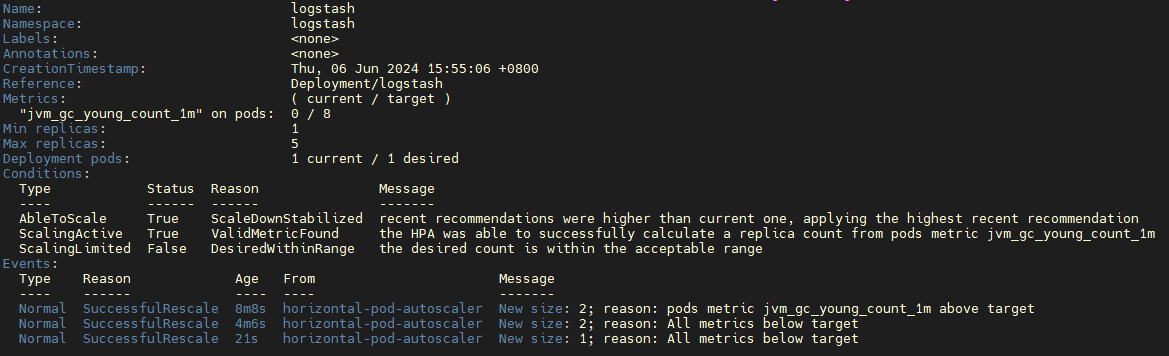 Name: logstash
Namespace: logstash
Labels: <none>
Annotations: <none>
CreationTimestamp: Thu, 06 Jun 2024 15:55:06 +0800
Reference: Deployment/logstash
Metrics: ( current / target )
"jvm_gc_young_count_1m" on pods: 0 / 8
Min replicas: 1
Max replicas: 5
Deployment pods: 1 current / 1 desired
Conditions:
Type Status Reason Message
---- ------ ------ -------
AbleToScale True ScaleDownStabilized recent recommendations were higher than current one, applying the highest recent recommendation
ScalingActive True ValidMetricFound the HPA was able to successfully calculate a replica count from pods metric jvm_gc_young_count_1m
ScalingLimited False DesiredWithinRange the desired count is within the acceptable range
Events:
Type Reason Age From Message
---- ------ ---- ---- -------
Normal SuccessfulRescale 8m8s horizontal-pod-autoscaler New size: 2; reason: pods metric jvm_gc_young_count_1m above target
Normal SuccessfulRescale 4m6s horizontal-pod-autoscaler New size: 2; reason: All metrics below target
Normal SuccessfulRescale 21s horizontal-pod-autoscaler New size: 1; reason: All metrics below target